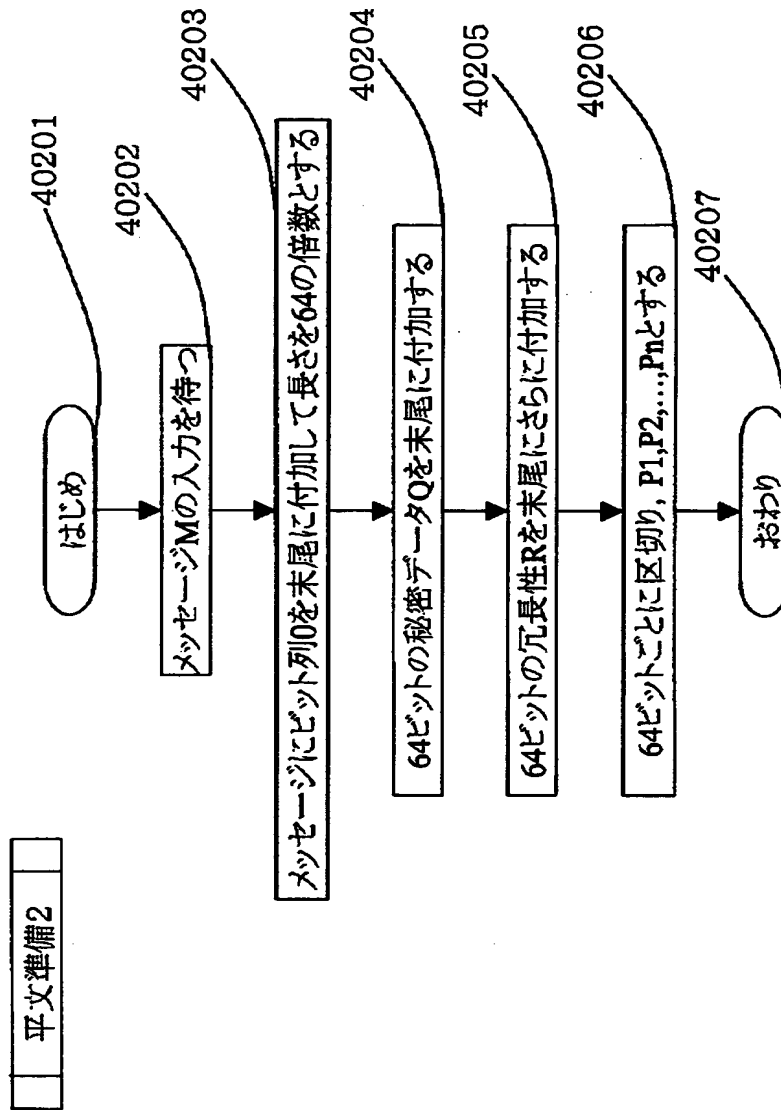 平文準備2
はじめ
40201
メッセージMの入力を待つ
40202
メッセージにビット列0を末尾に付加して長さを64の倍数とする
40203
64ビットの秘密データQを末尾に付加する
40204
64ビットの冗長性Rを末尾にさらに付加する
40205
64ビットごとに区切り, P1,P2,...,Pnとする
40206
おわり
40207